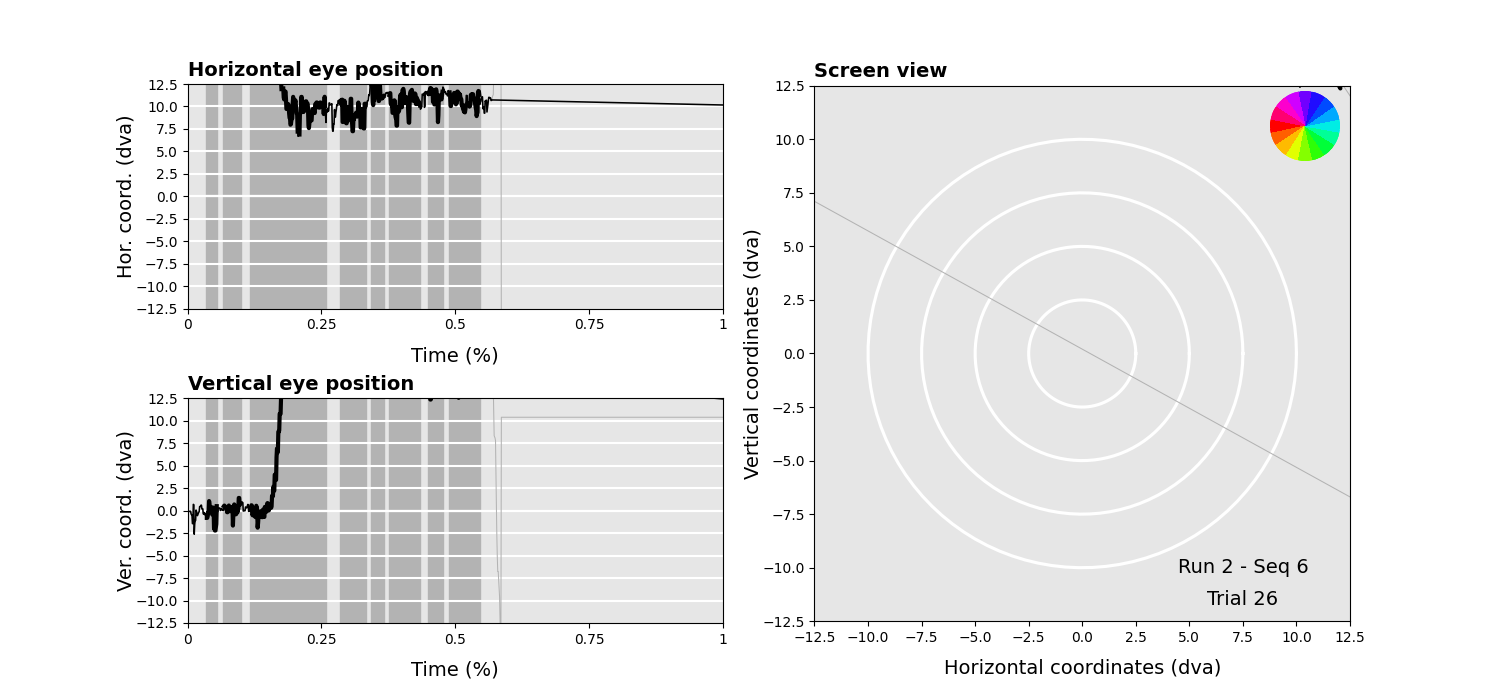 Horizontal eye position
12.5
10.0
7.5
5.0
2.5
0.0
−2.5
−5.0
−7.5
−10.0
−12.5
Hor. coord. (dva)
0 0.25 0.5 0.75 1
Time (%)
Vertical eye position
12.5
10.0
7.5
5.0
2.5
0.0
−2.5
−5.0
−7.5
−10.0
−12.5
Ver. coord. (dva)
0 0.25 0.5 0.75 1
Time (%)
Screen view
12.5
10.0
7.5
5.0
2.5
0.0
−2.5
−5.0
−7.5
−10.0
−12.5
Vertical coordinates (dva)
Run 2 - Seq 6
Trial 26
−12.5 −10.0 −7.5 −5.0 −2.5 0.0 2.5 5.0 7.5 10.0 12.5
Horizontal coordinates (dva)